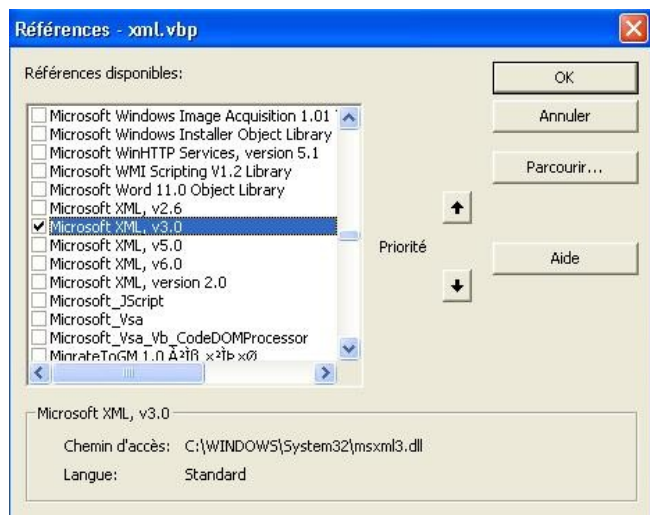 Références - xml.vbp
Références disponibles:
Microsoft Windows Image Acquisition 1.01
Microsoft Windows Installer Object Library
Microsoft WinHTTP Services, version 5.1
Microsoft WMI Scripting V1.2 Library
Microsoft Word 11.0 Object Library
Microsoft XML, v2.6
Microsoft XML, v3.0
Microsoft XML, v5.0
Microsoft XML, v6.0
Microsoft XML, version 2.0
Microsoft_JScript
Microsoft_Vsa
Microsoft_Vsa_Vb_CodeDOMProcessor
MigrateToGM 1.0
Priorité
OK
Annuler
Parcourir...
Aide
Microsoft XML, v3.0
Chemin d'accès: C:\WINDOWS\System32\msxml3.dll
Langue: Standard